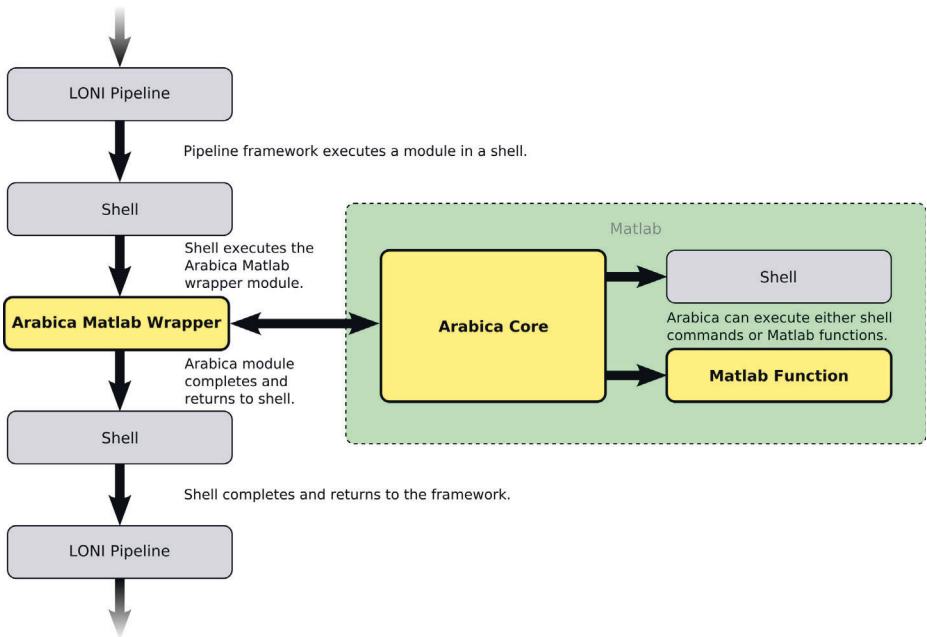 LONI Pipeline
Pipeline framework executes a module in a shell.
Shell
Shell executes the
Arabica Matlab
wrapper module.
Arabica Matlab Wrapper
Arabica module
completes and
returns to shell.
Shell
Shell completes and returns to the framework.
LONI Pipeline
Matlab
Arabica Core
Shell
Arabica can execute either shell
commands or Matlab functions.
Matlab Function